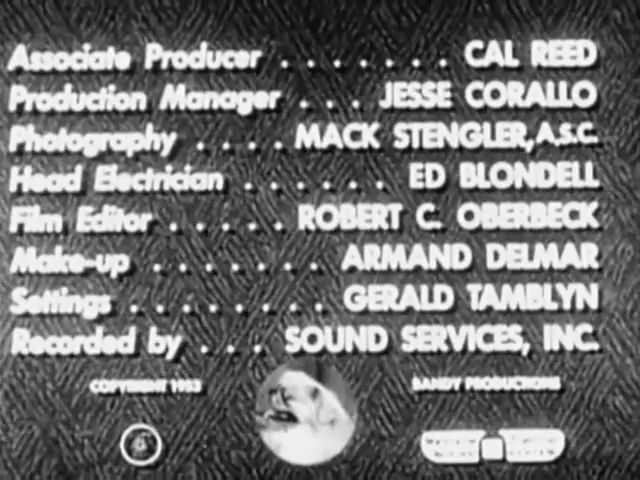 Associate Producer . . . . . . . CAL REED
Production Manager . . . JESSE CORALLO
Photography . . . . MACK STENGLER, A.S.C.
Head Electrician . . . . . . . ED BLONDELL
Film Editor . . . . . ROBERT C. OBERBECK
Make-up . . . . . . . ARMAND DELMAR
Settings . . . . . . . . GERALD TAMBLYN
Recorded by . . . SOUND SERVICES, INC.
COPYRIGHT 1953
BANDY PRODUCTIONS